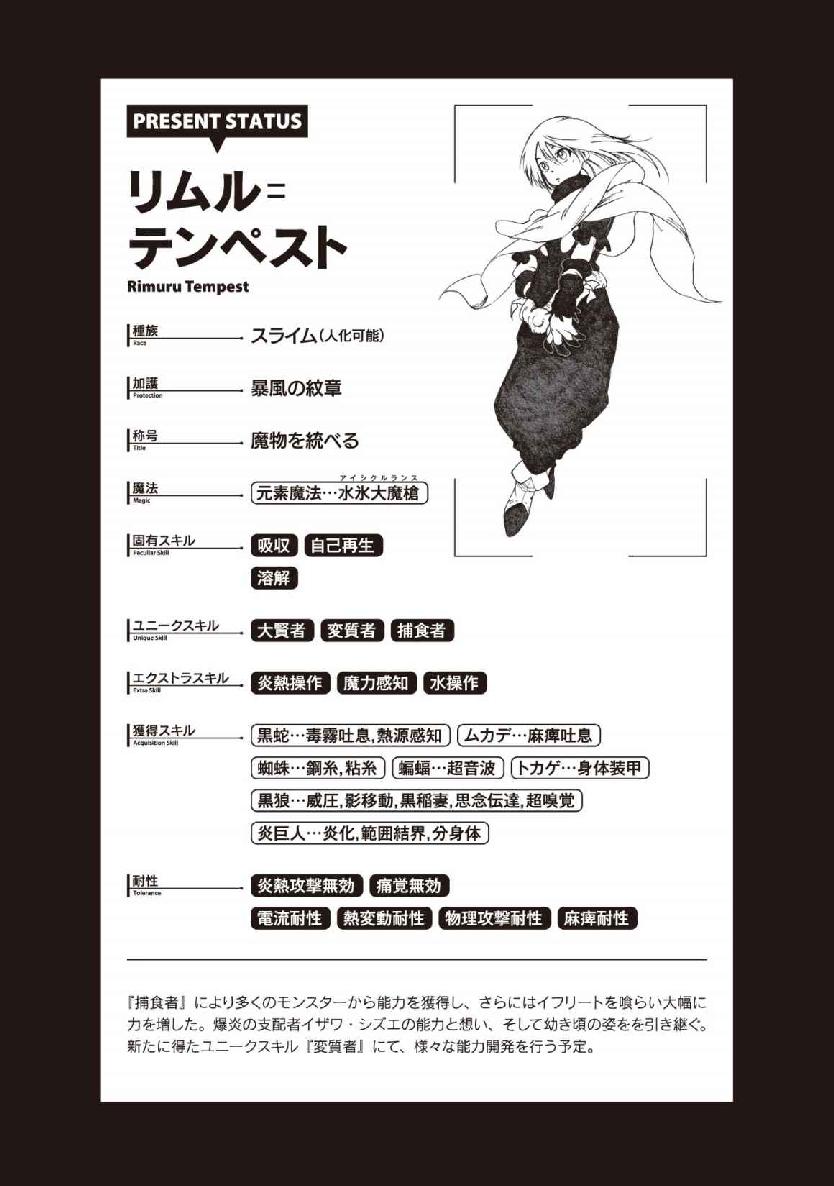 PRESENT STATUS
リムル=
テンペスト
Rimuru Tempest
種族
Race
スライム(人化可能)
加護
Protection
暴風の紋章
称号
Title
魔物を統べる
魔法
Magic
アイシクルランス
元素魔法…水氷大魔槍
固有スキル
Peculiar Skill
吸収 自己再生
溶解
ユニークスキル
Unique Skill
大賢者 変質者 捕食者
エクストラスキル
Extra Skill
炎熱操作 魔力感知 水操作
獲得スキル
Acquisition Skill
黒蛇…毒霧吐息,熱源感知 ムカデ…麻痺吐息
蜘蛛…鋼糸,粘糸 蝙蝠…超音波 トカゲ…身体装甲
黒狼…威圧,影移動,黒稲妻,思念伝達,超嗅覚
炎巨人…炎化,範囲結界,分身体
耐性
Tolerance
炎熱攻撃無効 痛覚無効
電流耐性 熱変動耐性 物理攻撃耐性 麻痺耐性
『捕食者』により多くのモンスターから能力を獲得し、さらにはイフリートを喰らい大幅に
力を増した。爆炎の支配者イザワ・シズエの能力と想い、そして幼き頃の姿をを引き継ぐ。
新たに得たユニークスキル『変質者』にて、様々な能力開発を行う予定。